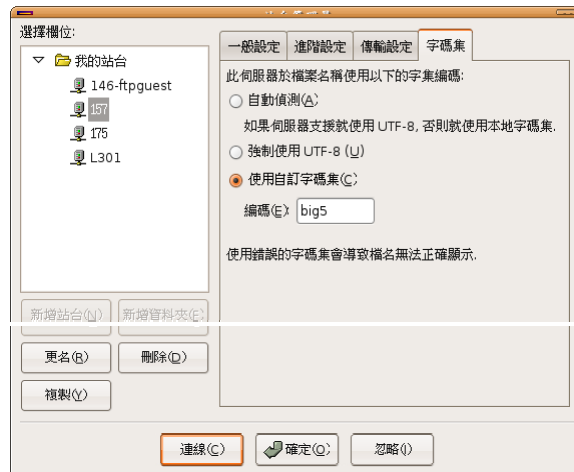 選擇欄位:
我的站台
146-ftpguest
157
175
L301
新增站台(N)
新增資料夾(E)
更名(R)
刪除(D)
複製(Y)
一般設定
進階設定
傳輸設定
字碼集
此伺服器於檔案名稱使用以下的字集編碼:
自動偵測(A)
如果伺服器支援就使用 UTF-8, 否則就使用本地字碼集.
強制使用 UTF-8 (U)
使用自訂字碼集(C)
編碼(E): big5
使用錯誤的字碼集會導致檔名無法正確顯示.
連線(C)
確定(O)
忽略(I)